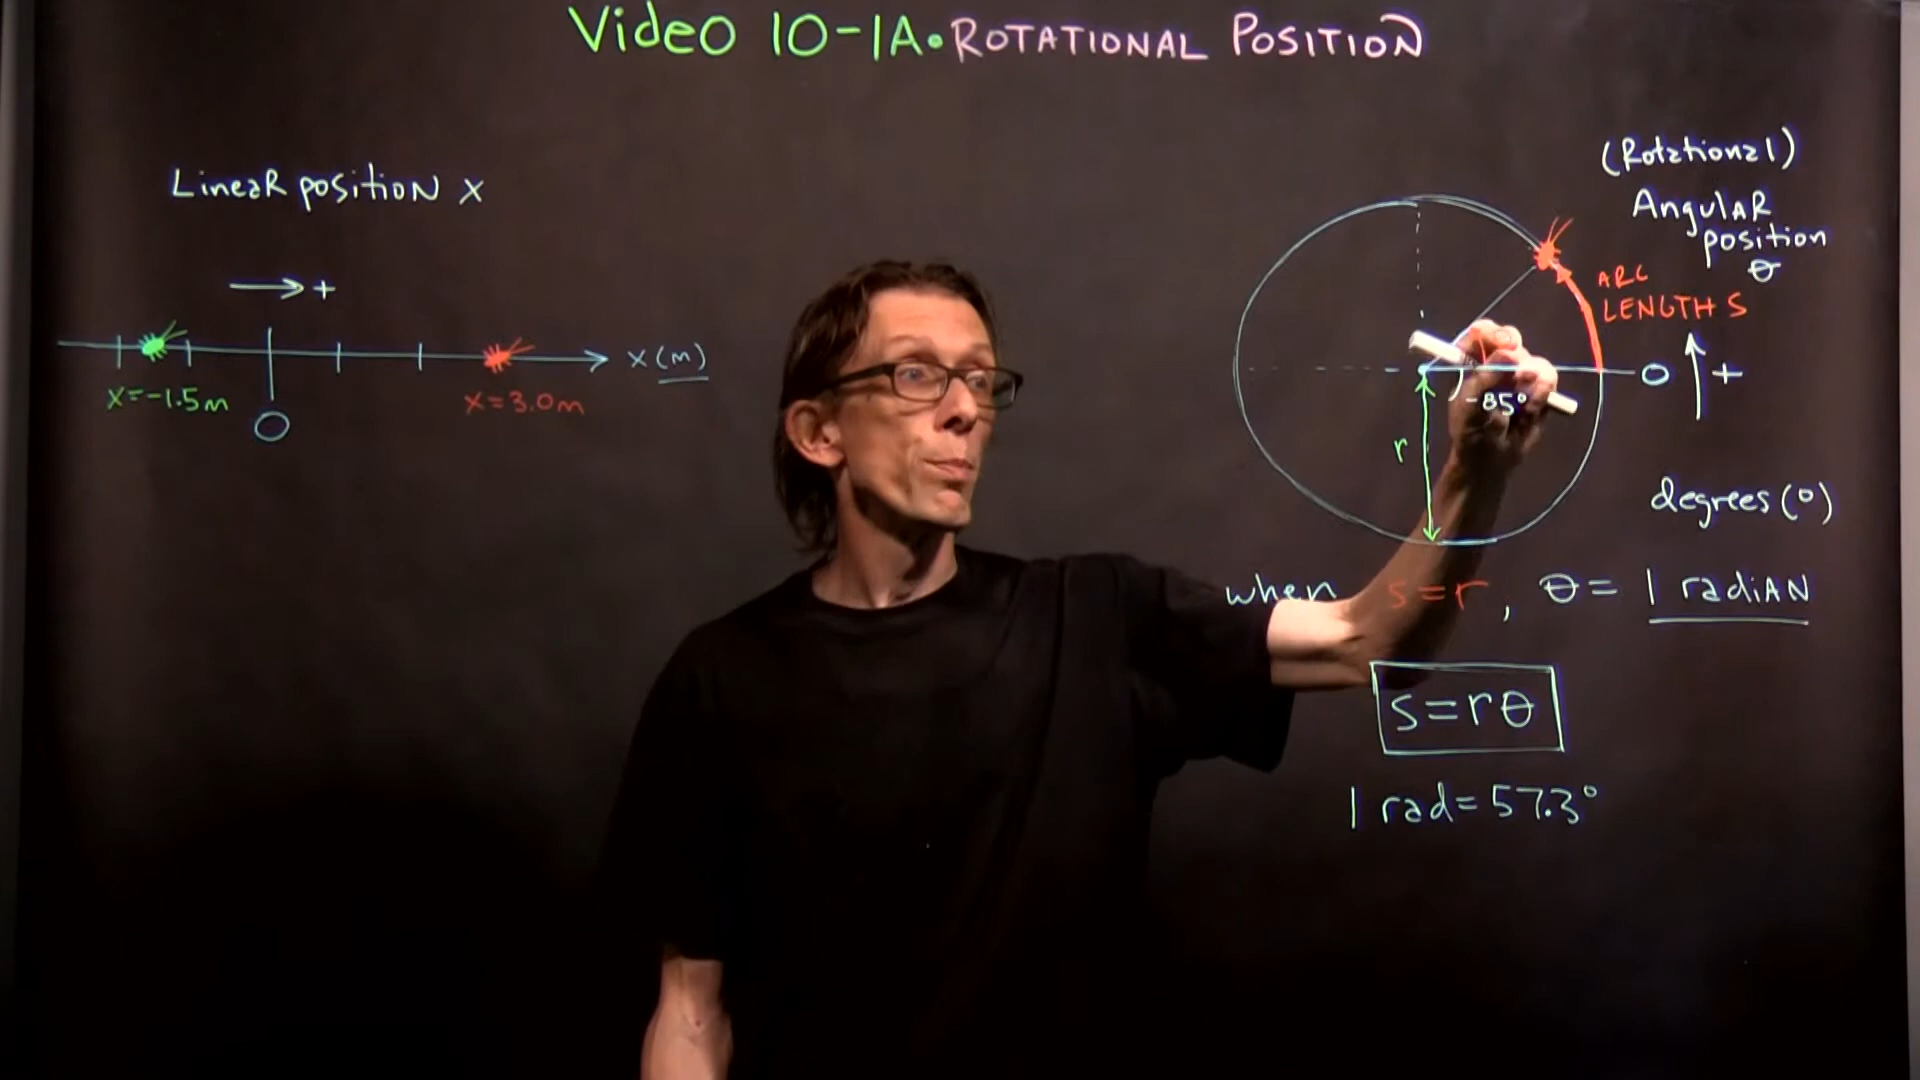 Video 10-1A • ROTATIONAL POSITION
Linear position x
→ +
x (m)
x=-1.5m
x=3.0m
0
(Rotational)
Angular
position
θ
ARC
LENGTH S
0
+
-85°
r
degrees (°)
when s=r, θ = 1 radian
s=rθ
1 rad=57.3°